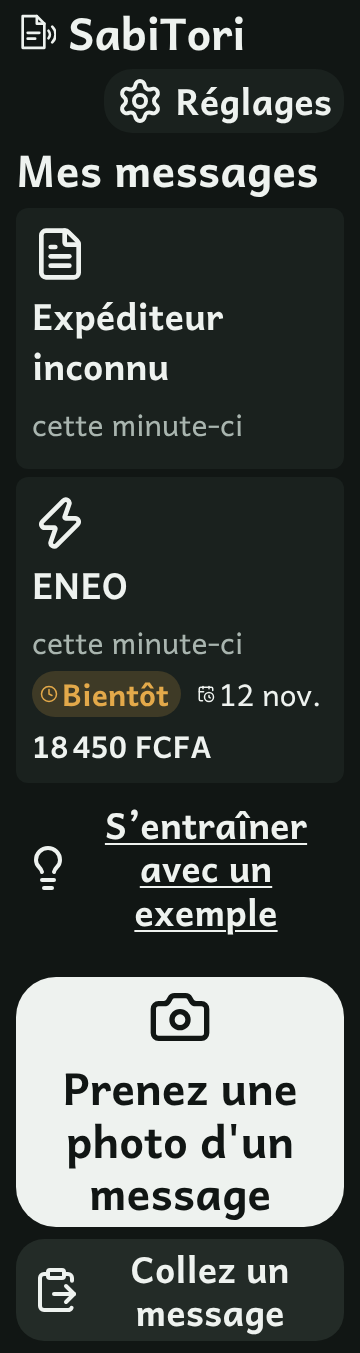 SabiTori
Réglages
Mes messages
Expéditeur
inconnu
cette minute-ci
ENEO
cette minute-ci
Bientôt 12 nov.
18 450 FCFA
S’entraîner
avec un
exemple
Prenez une
photo d'un
message
Collez un
message